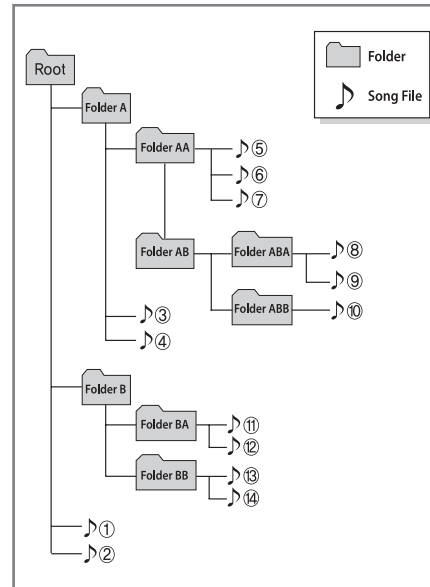 Root
Folder
Song File
Folder A
Folder AA
⑤
⑥
⑦
Folder AB
Folder ABA
⑧
⑨
Folder ABB
⑩
③
④
Folder B
Folder BA
⑪
⑫
Folder BB
⑬
⑭
①
②